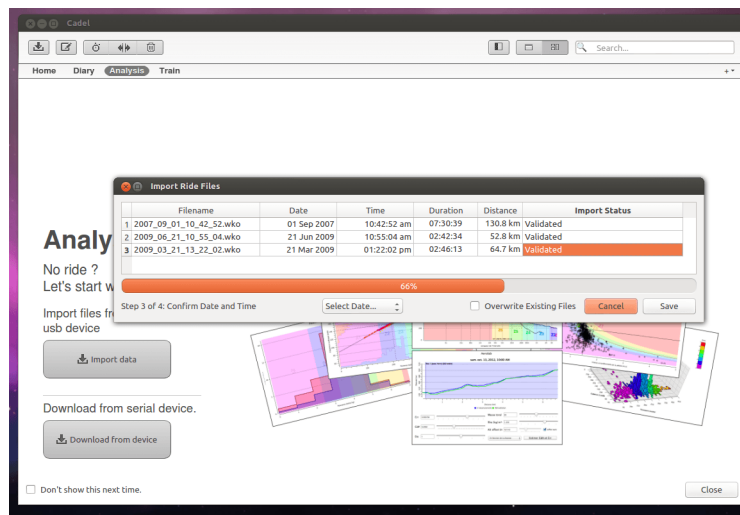 Cadel
Search...
Home Diary Analysis Train
+
Import Ride Files
Filename Date Time Duration Distance Import Status
1 2007_09_01_10_42_52.wko 01 Sep 2007 10:42:52 am 07:30:39 130.8 km Validated
2 2009_06_21_10_55_04.wko 21 Jun 2009 10:55:04 am 02:42:34 52.8 km Validated
3 2009_03_21_13_22_02.wko 21 Mar 2009 01:22:02 pm 02:46:13 64.7 km Validated
66%
Step 3 of 4: Confirm Date and Time Select Date... Overwrite Existing Files Cancel Save
Analy
No ride ?
Let's start w
Import files fr
usb device
Import data
Download from serial device.
Download from device
Don't show this next time.
Close